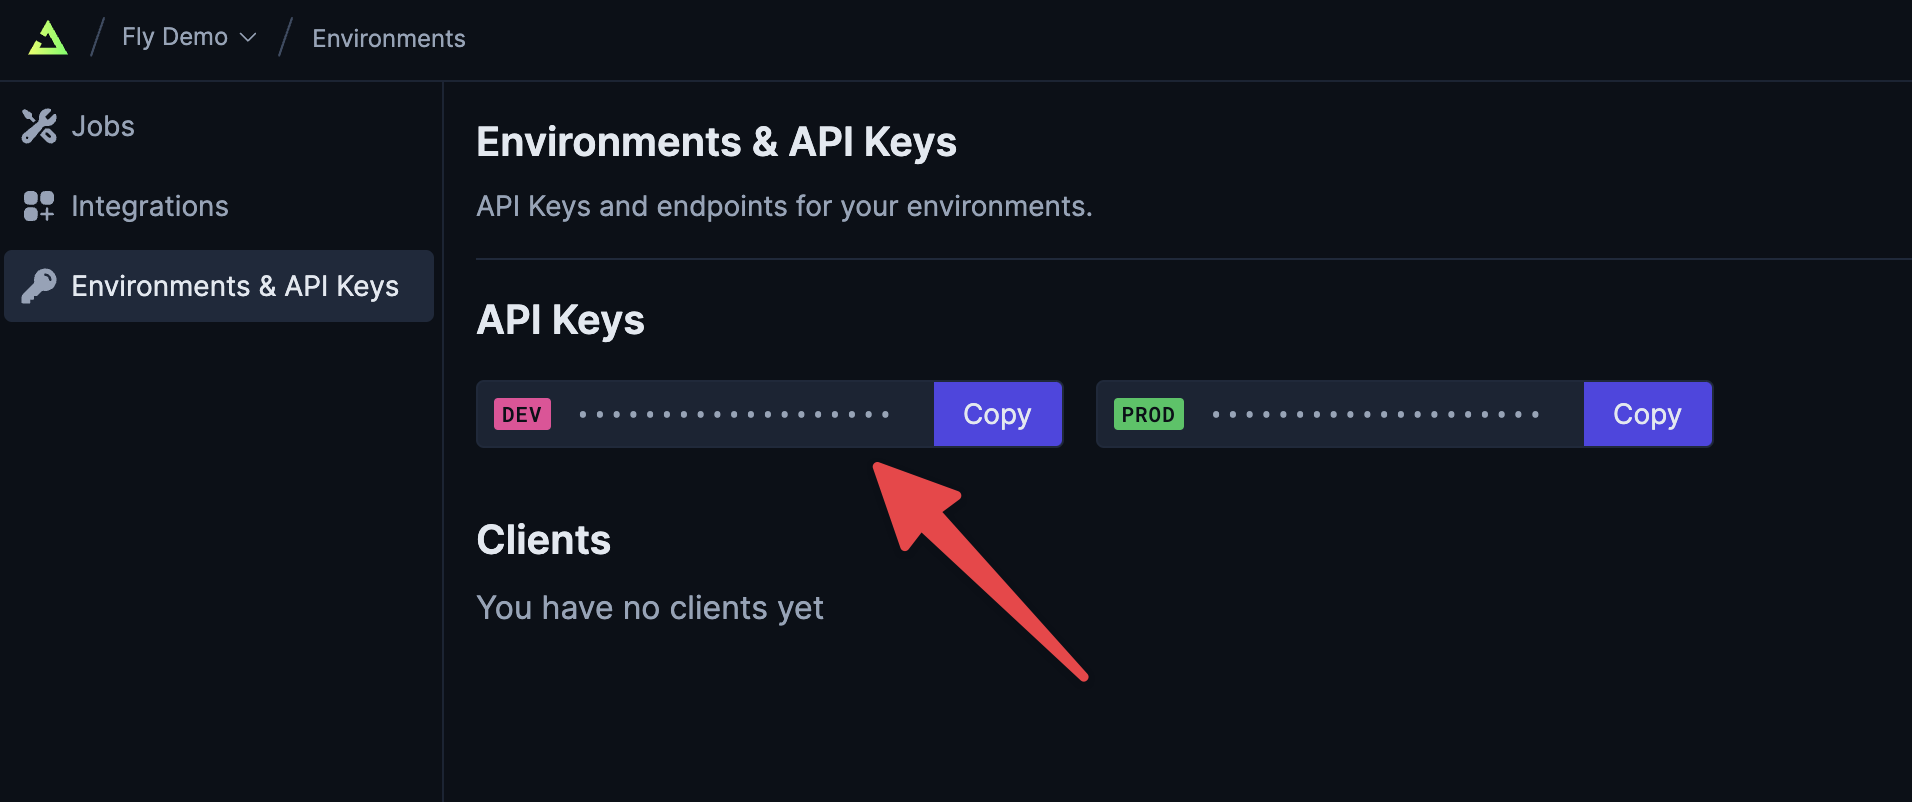 Fly Demo
Environments
Jobs
Integrations
Environments & API Keys
Environments & API Keys
API Keys and endpoints for your environments.
API Keys
DEV •••••••••••••••••••  Copy
PROD ••••••••••••••••••••  Copy
Clients
You have no clients yet